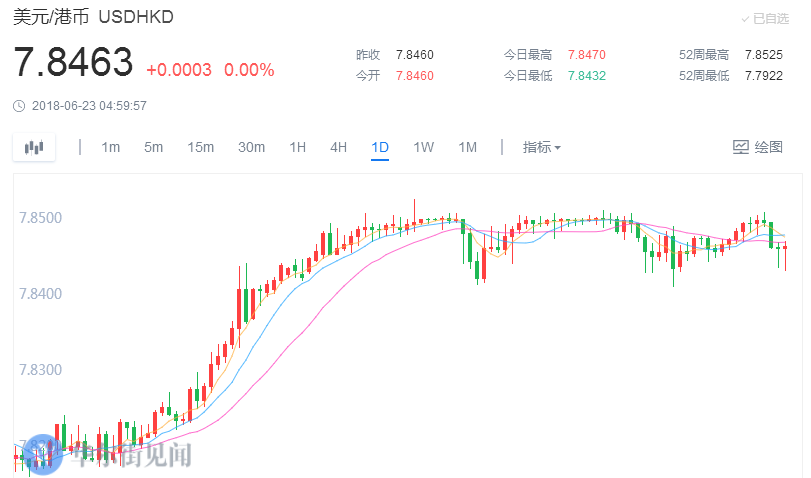 美元/港币 USDHKD
已自选
7.8463 +0.0003 0.00%
昨收 7.8460 今日最高 7.8470 52周最高 7.8525
今开 7.8460 今日最低 7.8432 52周最低 7.7922
2018-06-23 04:59:57
1m 5m 15m 30m 1H 4H 1D 1W 1M 指标 绘图
7.8500
7.8400
7.8300
街见闻